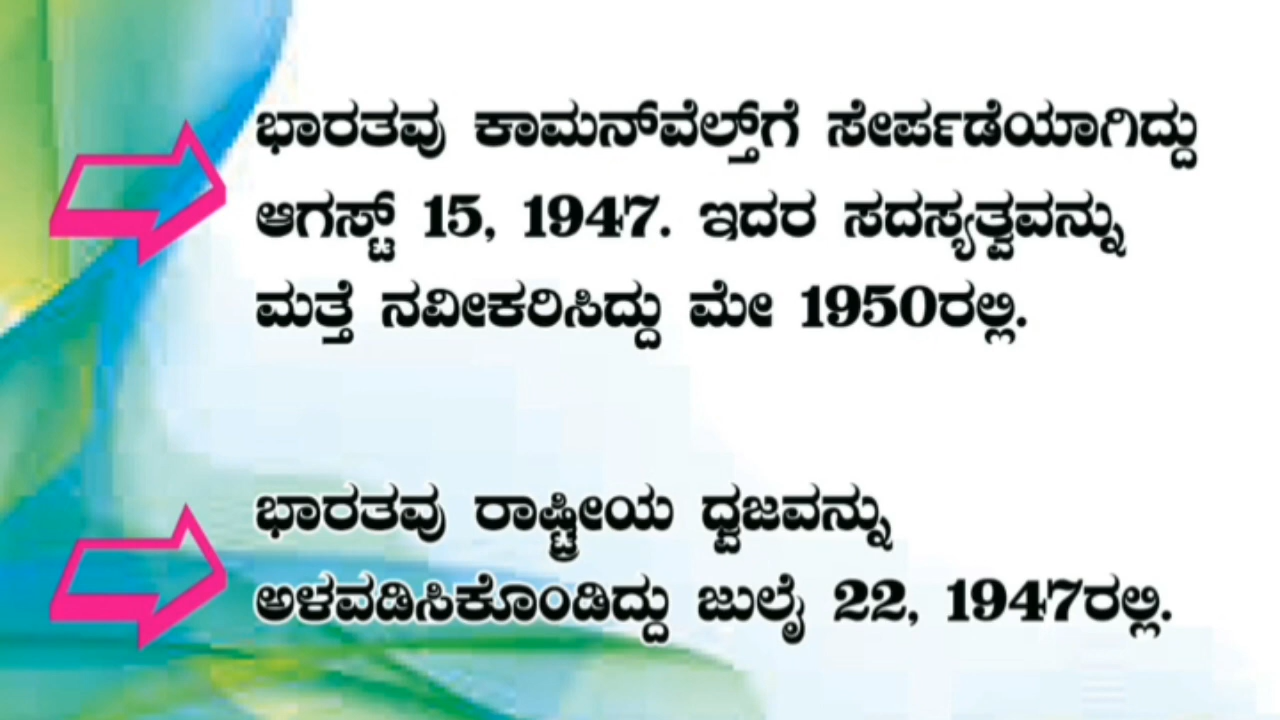 ಭಾರತವು ಕಾಮನ್‌ವೆಲ್ತ್‌ಗೆ ಸೇರ್ಪಡೆಯಾಗಿದ್ದು
ಆಗಸ್ಟ್ 15, 1947. ಇದರ ಸದಸ್ಯತ್ವವನ್ನು
ಮತ್ತೆ ನವೀಕರಿಸಿದ್ದು ಮೇ 1950ರಲ್ಲಿ.
ಭಾರತವು ರಾಷ್ಟ್ರೀಯ ಧ್ವಜವನ್ನು
ಅಳವಡಿಸಿಕೊಂಡಿದ್ದು ಜುಲೈ 22, 1947ರಲ್ಲಿ.